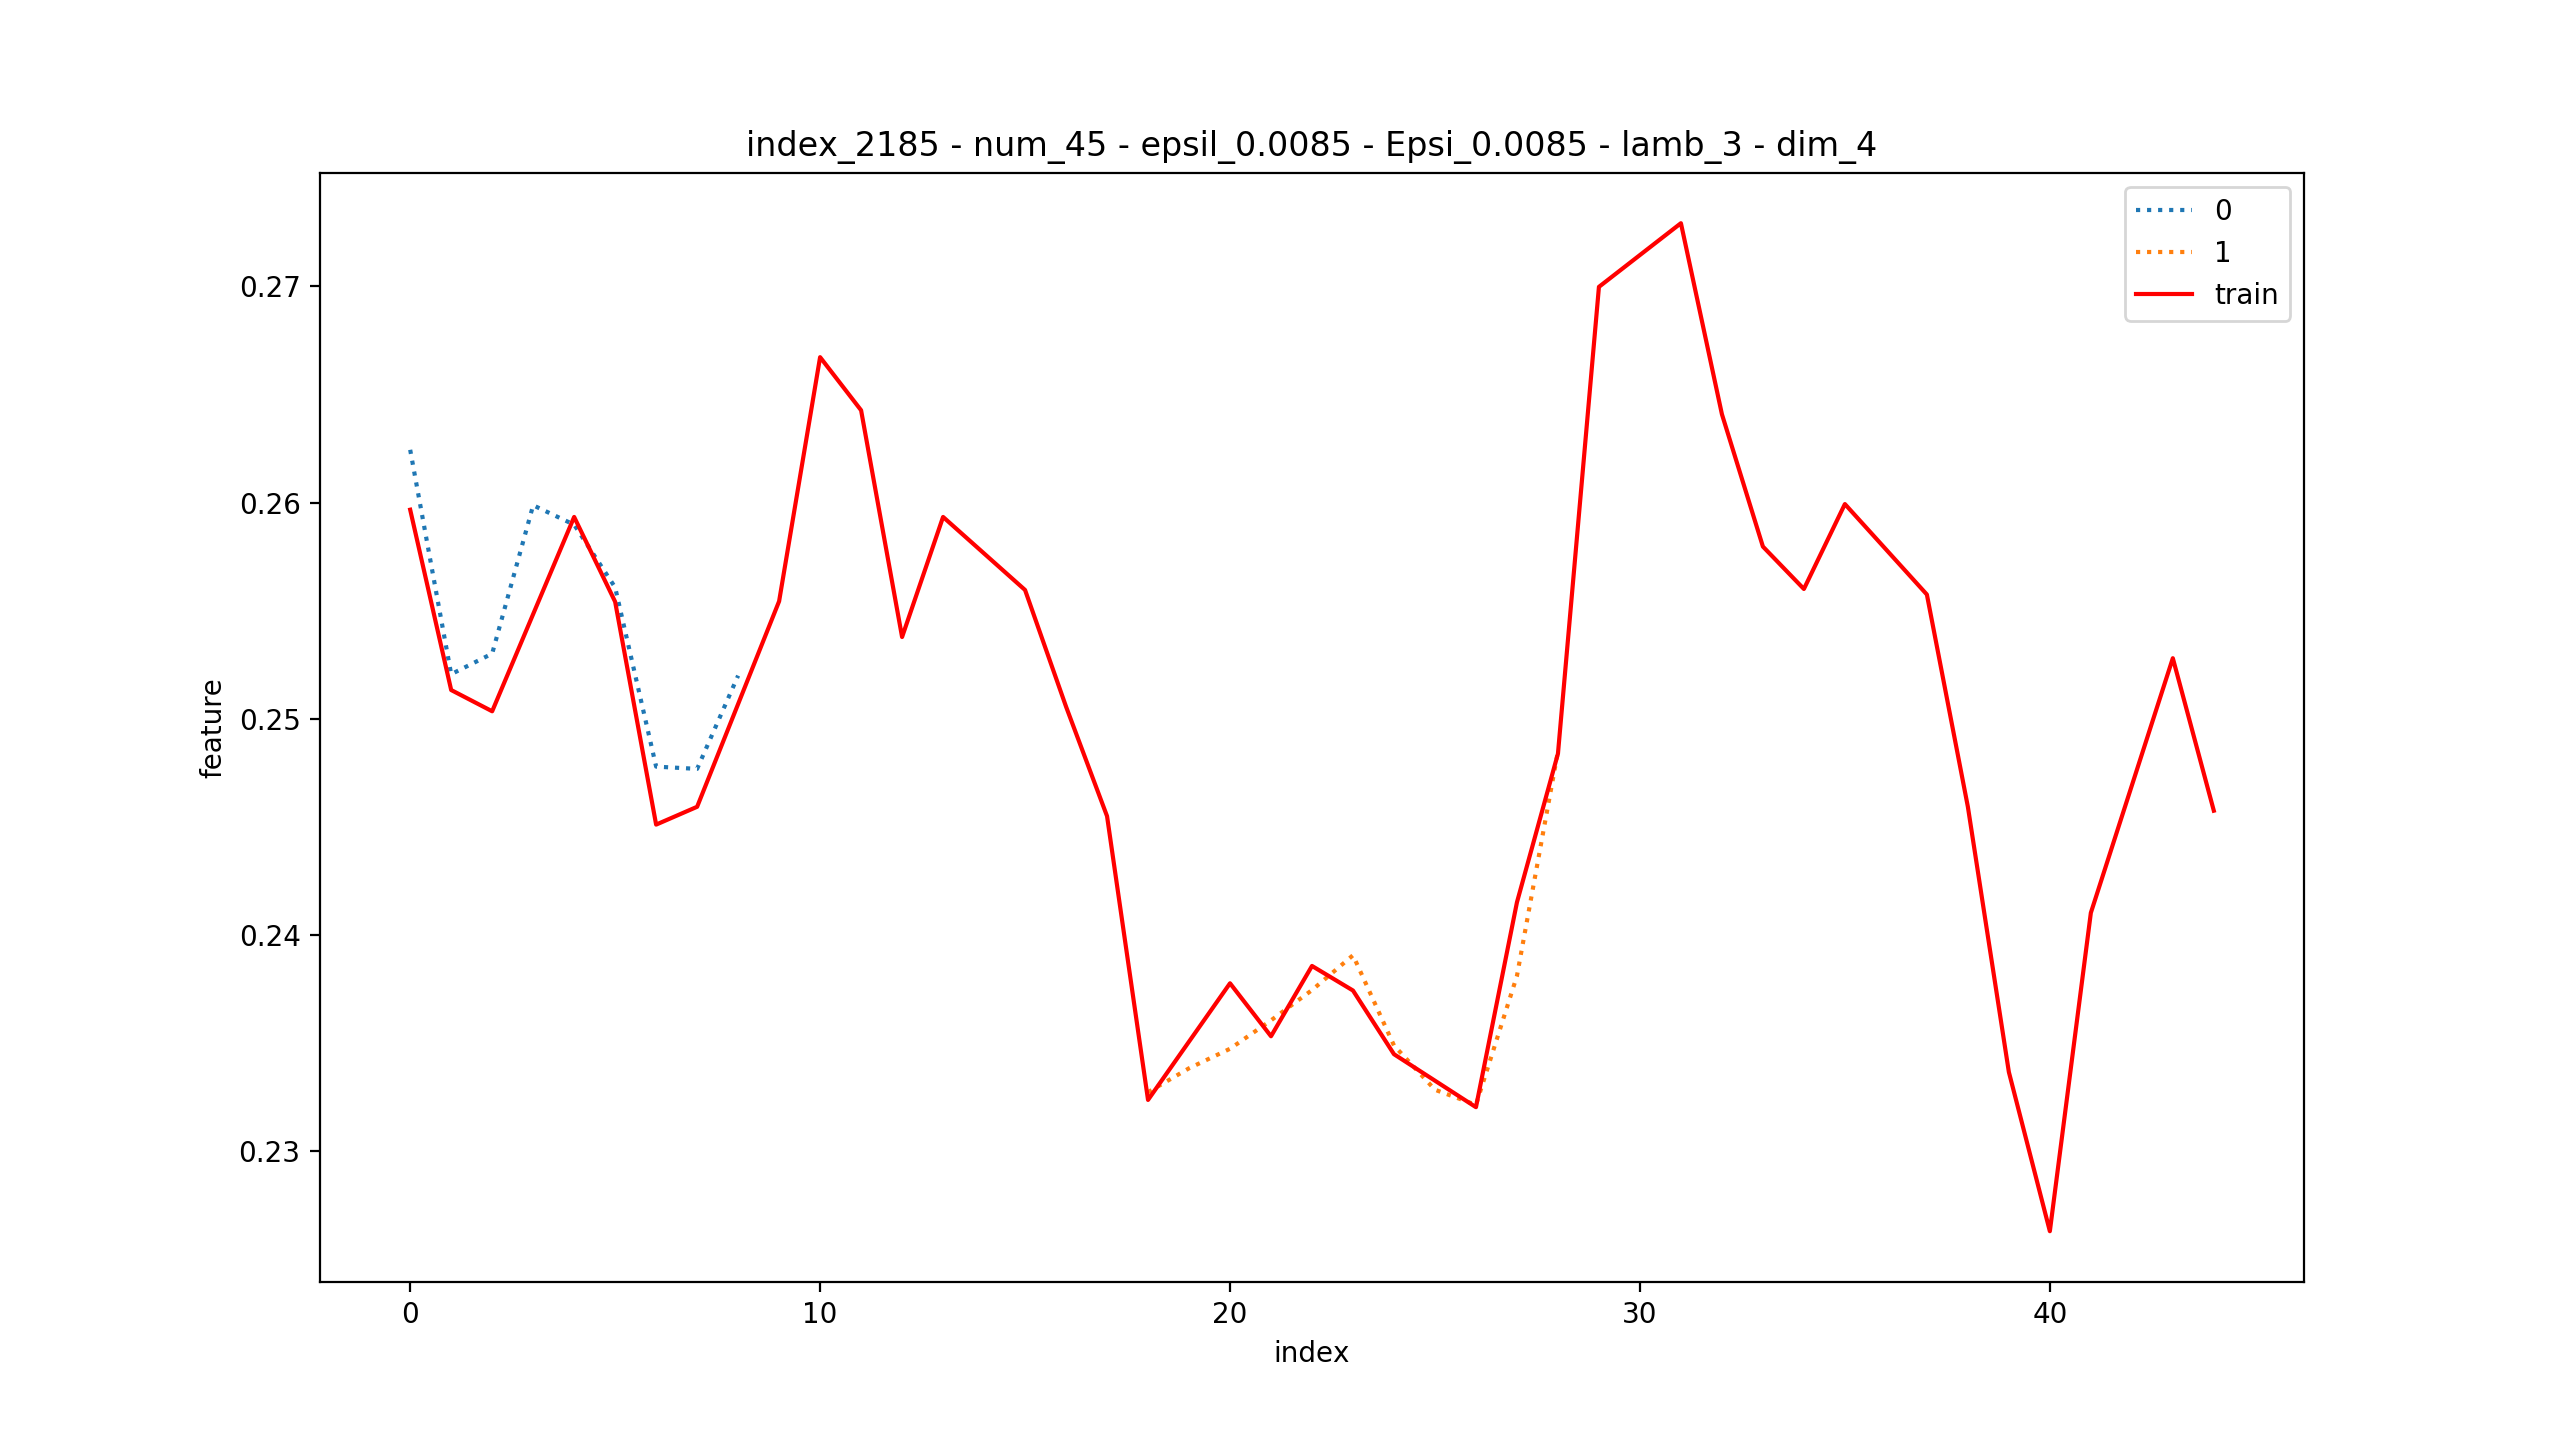 index_2185 - num_45 - epsil_0.0085 - Epsi_0.0085 - lamb_3 - dim_4
0
1
train
0.27
0.26
0.25
0.24
0.23
feature
0 10 20 30 40
index